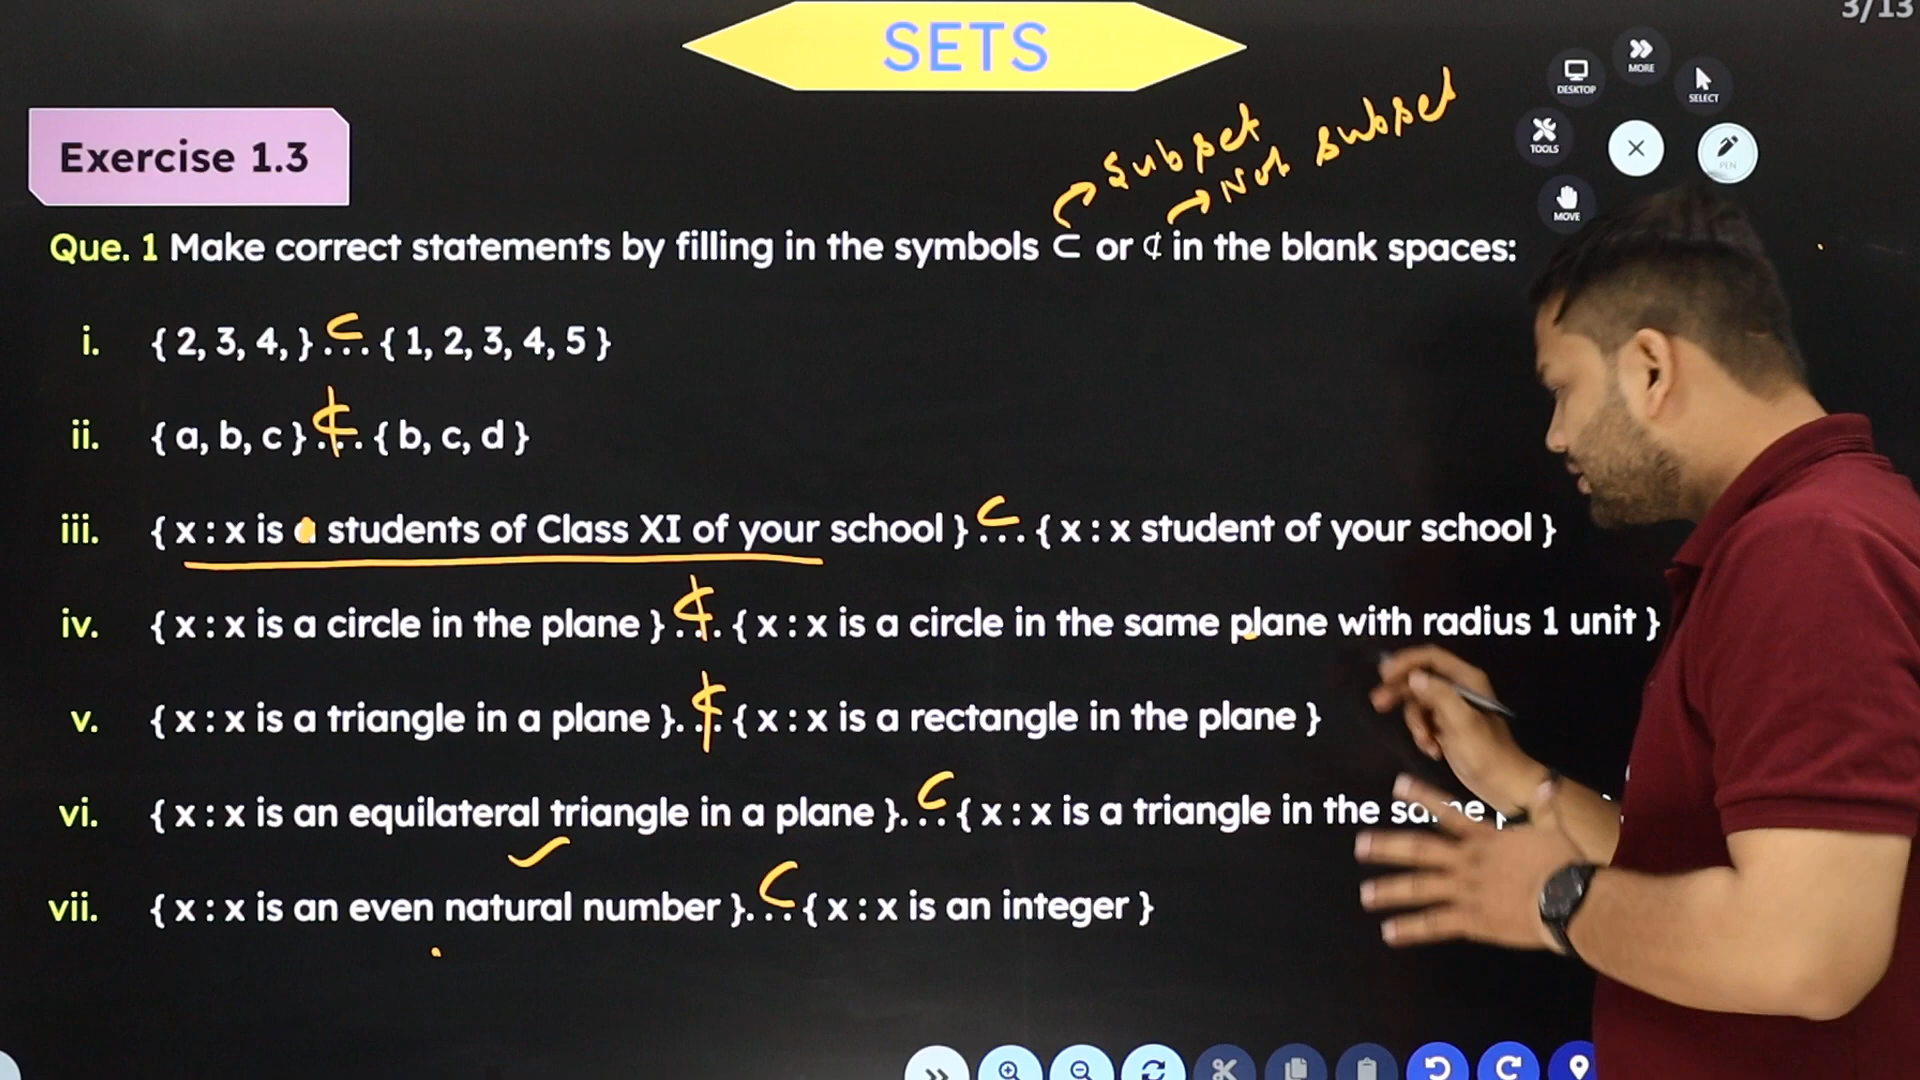 3/13
SETS
MORE
DESKTOP
SELECT
TOOLS
PEN
MOVE
Subset
Not subset
Exercise 1.3
Que. 1 Make correct statements by filling in the symbols ⊂ or ⊄ in the blank spaces:
i. { 2, 3, 4, } ⊂... { 1, 2, 3, 4, 5 }
ii. { a, b, c } ⊄... { b, c, d }
iii. { x : x is a students of Class XI of your school } ⊂... { x : x student of your school }
iv. { x : x is a circle in the plane } ⊄... { x : x is a circle in the same plane with radius 1 unit }
v. { x : x is a triangle in a plane }. ⊄... { x : x is a rectangle in the plane }
vi. { x : x is an equilateral triangle in a plane }. ⊂... { x : x is a triangle in the same
vii. { x : x is an even natural number }. ⊂... { x : x is an integer }